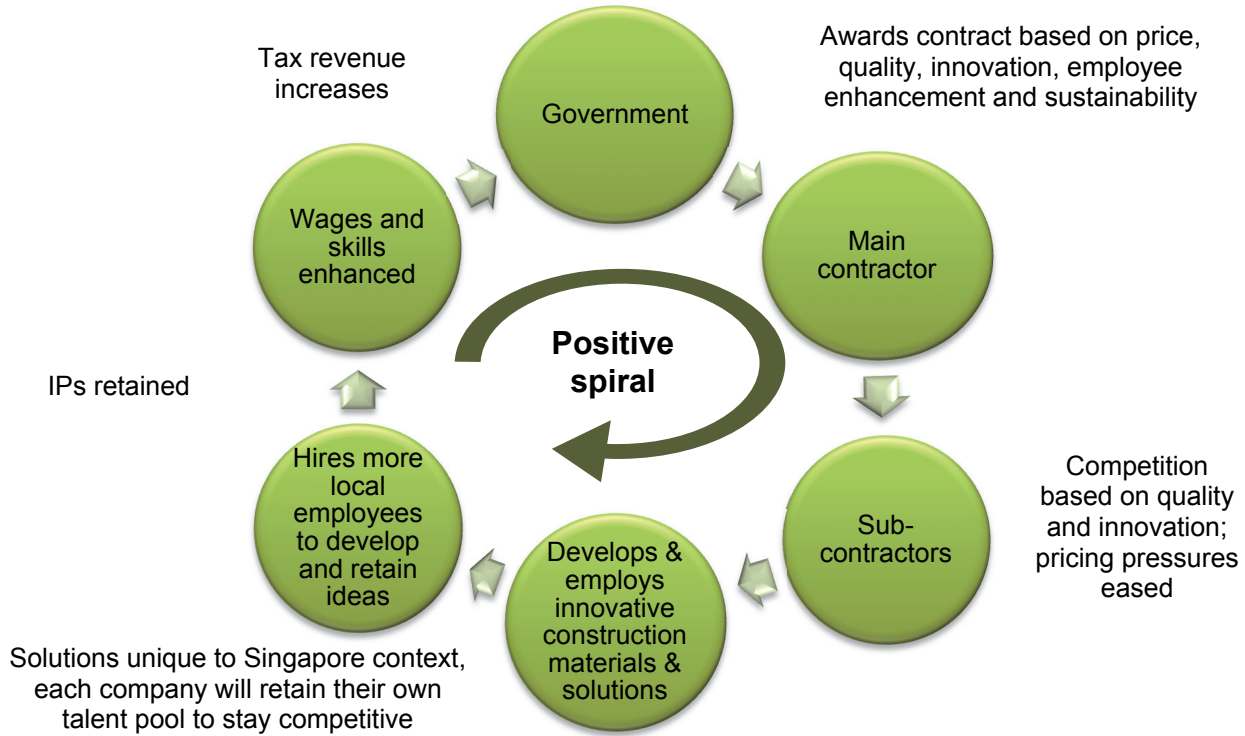 Government
Awards contract based on price,
quality, innovation, employee
enhancement and sustainability
Main
contractor
Competition
based on quality
and innovation;
pricing pressures
eased
Sub-
contractors
Develops &
employs
innovative
construction
materials &
solutions
Solutions unique to Singapore context,
each company will retain their own
talent pool to stay competitive
Hires more
local
employees
to develop
and retain
ideas
IPs retained
Wages and
skills
enhanced
Tax revenue
increases
Positive
spiral